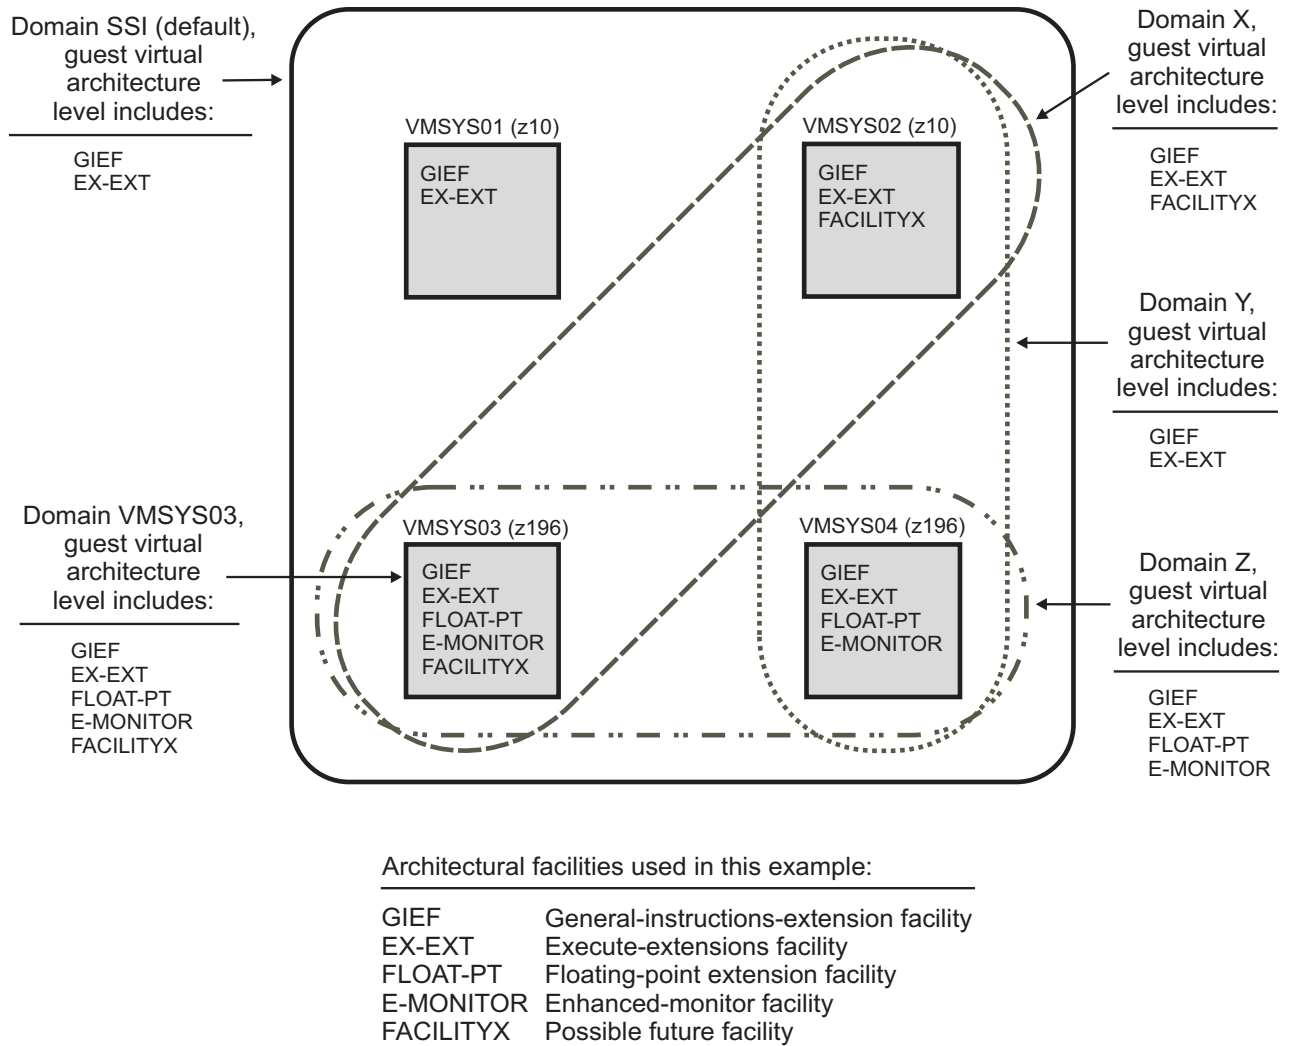 Domain SSI (default),
guest virtual
architecture
level includes:
GIEF
EX-EXT
Domain X,
guest virtual
architecture
level includes:
GIEF
EX-EXT
FACILITYX
VMSYS01 (z10)
GIEF
EX-EXT
VMSYS02 (z10)
GIEF
EX-EXT
FACILITYX
Domain Y,
guest virtual
architecture
level includes:
GIEF
EX-EXT
Domain VMSYS03,
guest virtual
architecture
level includes:
GIEF
EX-EXT
FLOAT-PT
E-MONITOR
FACILITYX
VMSYS03 (z196)
GIEF
EX-EXT
FLOAT-PT
E-MONITOR
FACILITYX
VMSYS04 (z196)
GIEF
EX-EXT
FLOAT-PT
E-MONITOR
Domain Z,
guest virtual
architecture
level includes:
GIEF
EX-EXT
FLOAT-PT
E-MONITOR
Architectural facilities used in this example:
GIEF General-instructions-extension facility
EX-EXT Execute-extensions facility
FLOAT-PT Floating-point extension facility
E-MONITOR Enhanced-monitor facility
FACILITYX Possible future facility